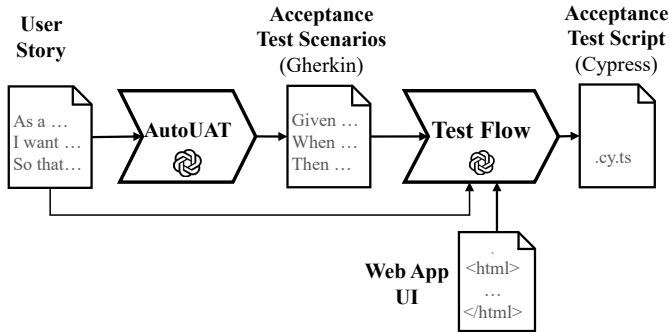 User
Story
Acceptance
Test Scenarios
(Gherkin)
Acceptance
Test Script
(Cypress)
As a …
I want …
So that…
AutoUAT
Given …
When …
Then …
Test Flow
.cy.ts
Web App
UI
<html>
…
</html>